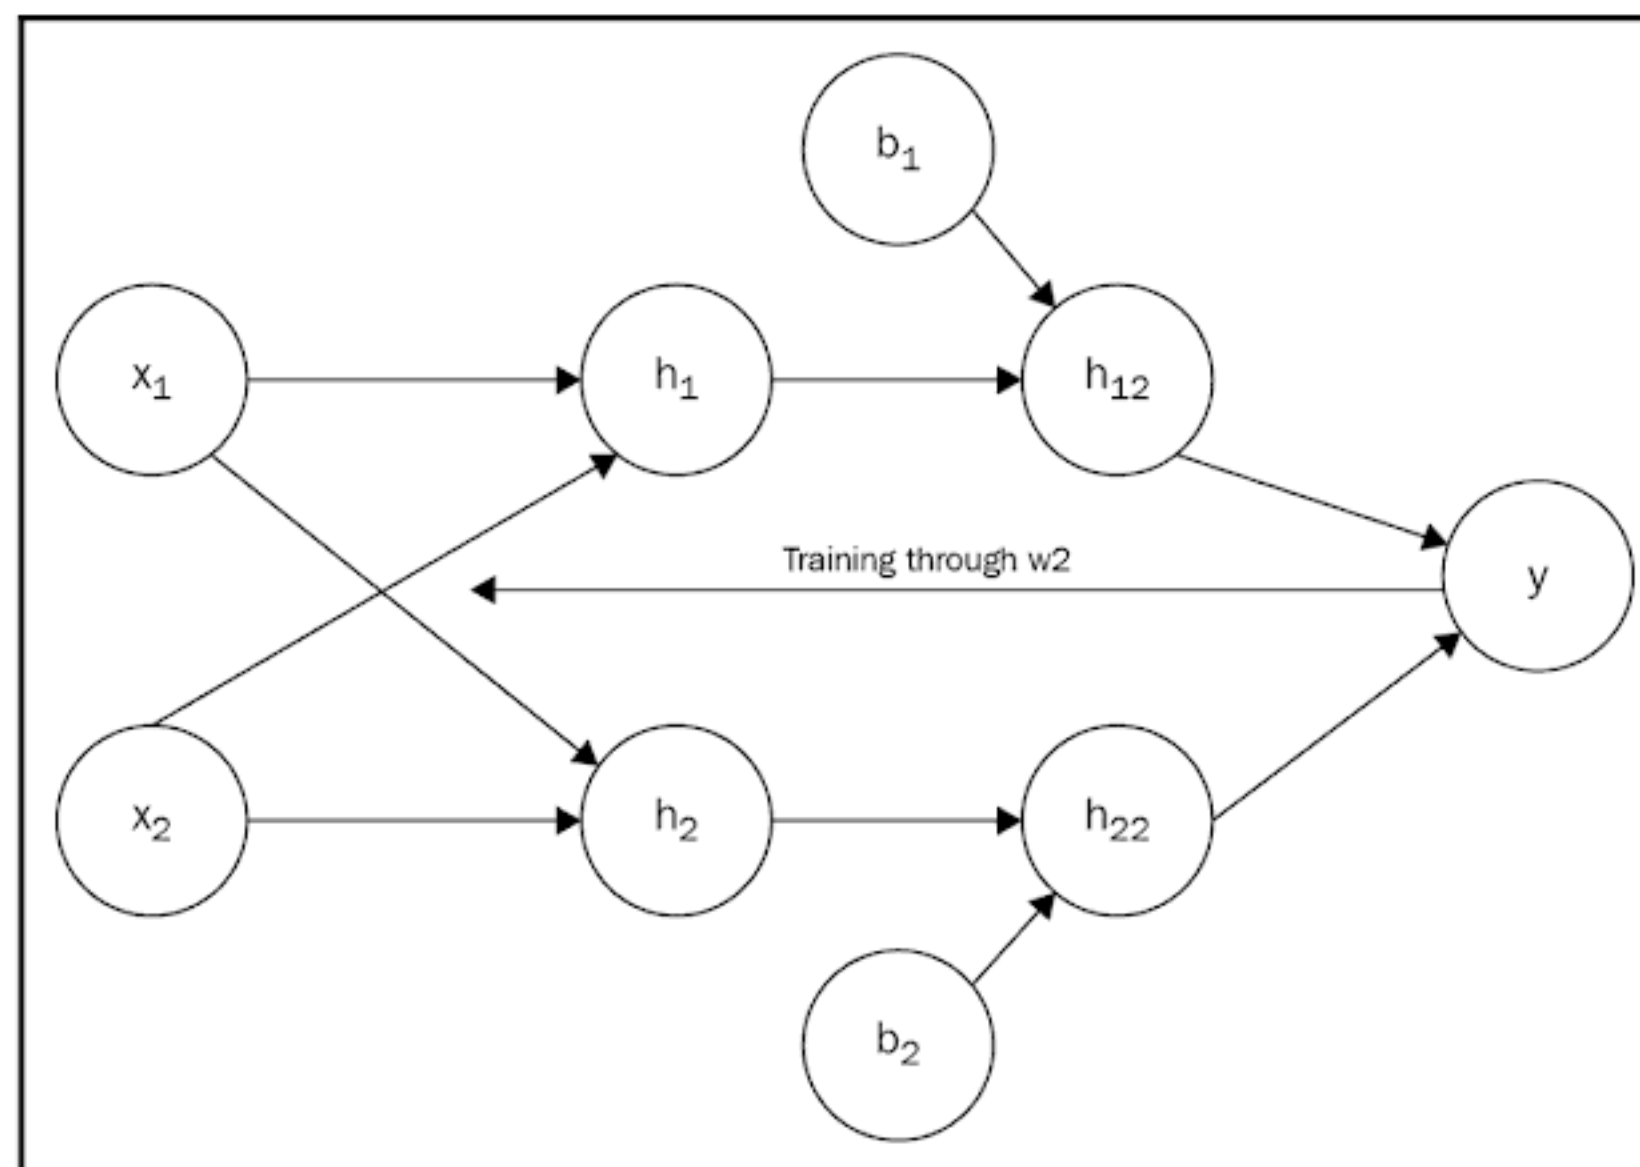 b₁
x₁
h₁
h₁₂
Training through w2
y
x₂
h₂
h₂₂
b₂